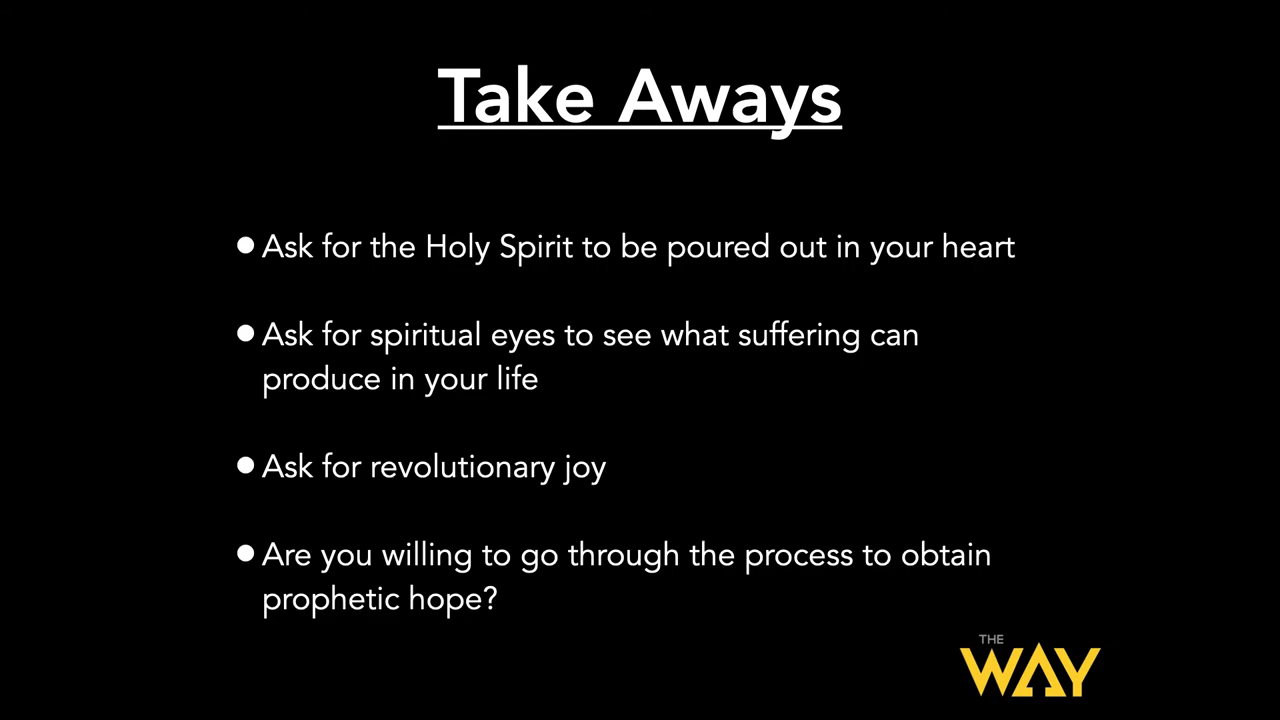 Take Aways
•Ask for the Holy Spirit to be poured out in your heart
•Ask for spiritual eyes to see what suffering can
produce in your life
•Ask for revolutionary joy
•Are you willing to go through the process to obtain
prophetic hope?
THE
WAY